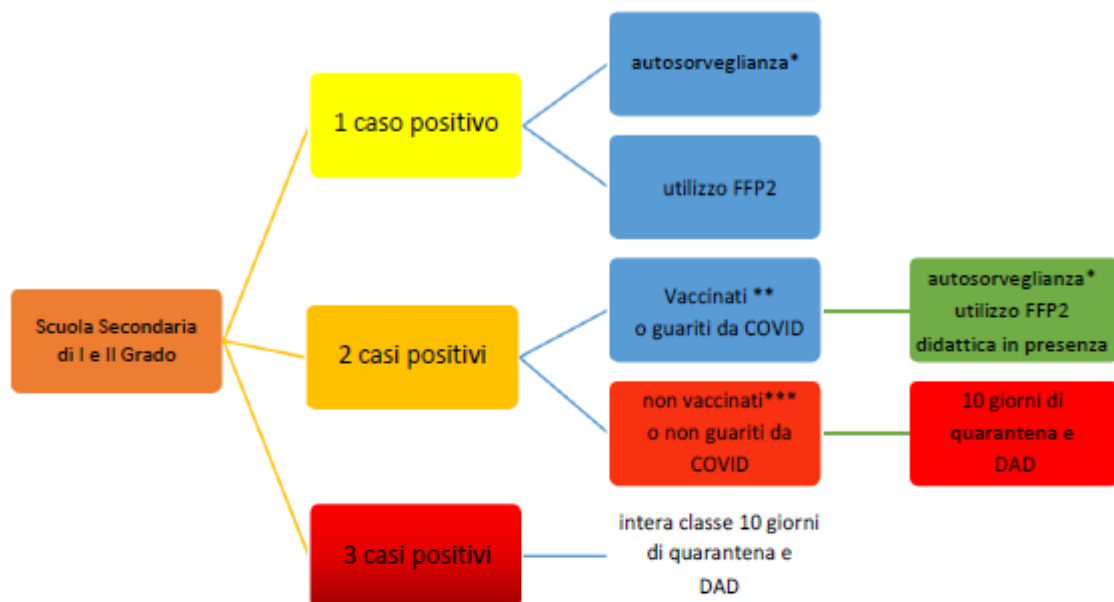 Scuola Secondaria
di I e II Grado
1 caso positivo
autosorveglianza*
utilizzo FFP2
2 casi positivi
Vaccinati **
o guariti da COVID
autosorveglianza*
utilizzo FFP2
didattica in presenza
non vaccinati***
o non guariti da
COVID
10 giorni di
quarantena e
DAD
3 casi positivi
intera classe 10 giorni
di quarantena e
DAD